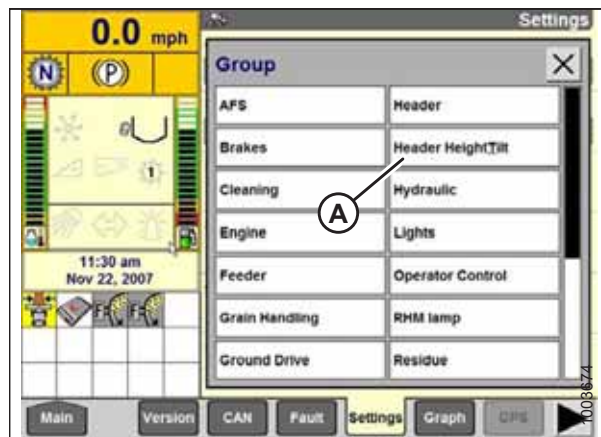 0.0 mph
Settings
N
(P)
Group
X
AFS
Header
Brakes
Header Height/Tilt
Cleaning
Hydraulic
A
Engine
Lights
Feeder
Operator Control
Grain Handling
RHM lamp
Ground Drive
Residue
1
11:30 am
Nov 22, 2007
F
F
Main
Version
CAN
Fault
Settings
Graph
GPS
1003674